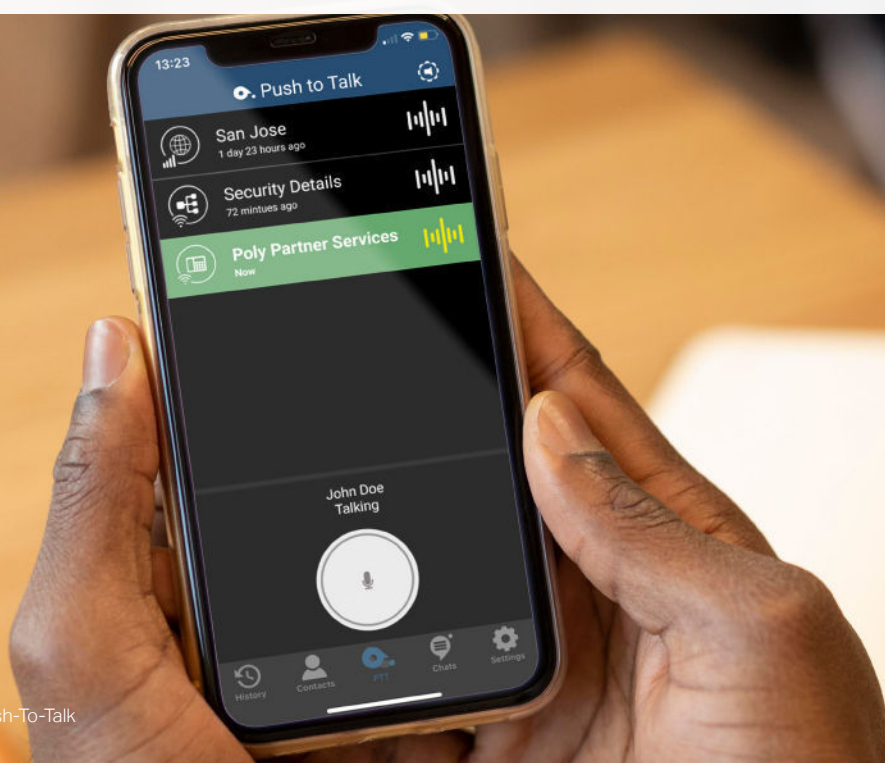 13:23
Push to Talk
San Jose
1 day 23 hours ago
Security Details
72 mintues ago
Poly Partner Services
Now
John Doe
Talking
History
Contacts
PTT
Chats
Settings
sh-To-Talk